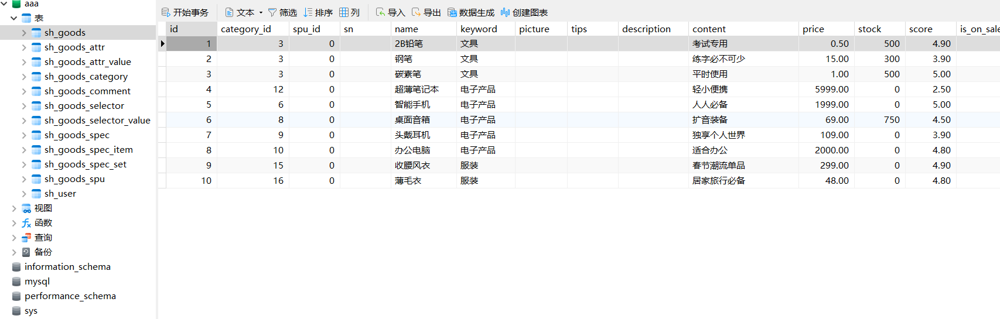 aaa
表
sh_goods
sh_goods_attr
sh_goods_attr_value
sh_goods_category
sh_goods_comment
sh_goods_selector
sh_goods_selector_value
sh_goods_spec
sh_goods_spec_item
sh_goods_spec_set
sh_goods_spu
sh_user
视图
函数
查询
备份
information_schema
mysql
performance_schema
sys
开始事务 文本 筛选 排序 列 导入 导出 数据生成 创建图表
id category_id spu_id sn name keyword picture tips description content price stock score is_on_sale
1 3 0 2B铅笔 文具 考试专用 0.50 500 4.90
2 3 0 钢笔 文具 练字必不可少 15.00 300 3.90
3 3 0 碳素笔 文具 平时使用 1.00 500 5.00
4 12 0 超薄笔记本 电子产品 轻小便携 5999.00 0 2.50
5 6 0 智能手机 电子产品 人人必备 1999.00 0 5.00
6 8 0 桌面音箱 电子产品 扩音装备 69.00 750 4.50
7 9 0 头戴耳机 电子产品 独享个人世界 109.00 0 3.90
8 10 0 办公电脑 电子产品 适合办公 2000.00 0 4.80
9 15 0 收腰风衣 服装 春节潮流单品 299.00 0 4.90
10 16 0 薄毛衣 服装 居家旅行必备 48.00 0 4.80